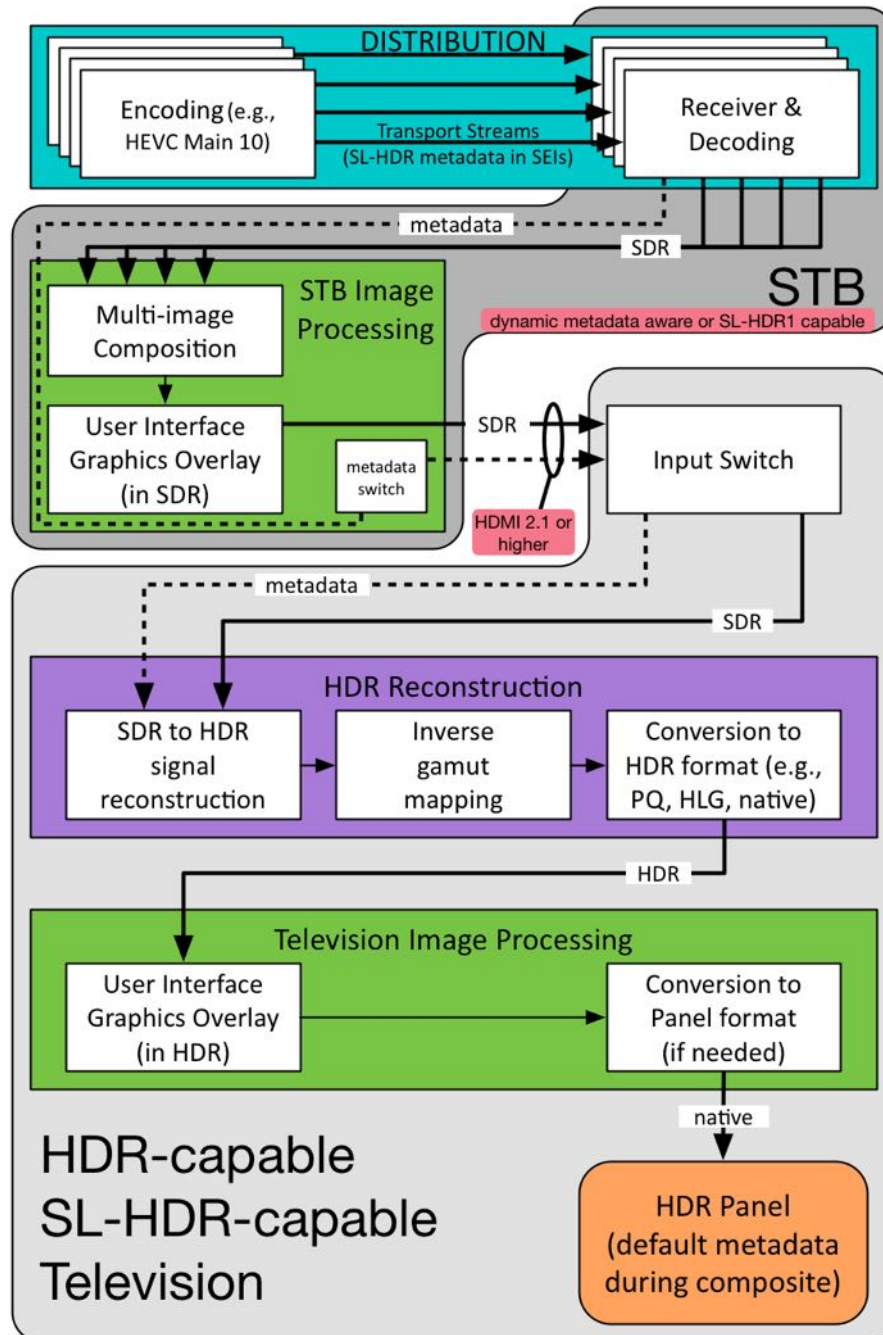 DISTRIBUTION
Encoding (e.g.,
HEVC Main 10)
Transport Streams
(SL-HDR metadata in SEIs)
Receiver &
Decoding
metadata
SDR
STB
dynamic metadata aware or SL-HDR1 capable
STB Image
Processing
Multi-image
Composition
User Interface
Graphics Overlay
(in SDR)
metadata
switch
SDR
HDMI 2.1 or
higher
Input Switch
metadata
SDR
HDR Reconstruction
SDR to HDR
signal
reconstruction
Inverse
gamut
mapping
Conversion to
HDR format (e.g.,
PQ, HLG, native)
HDR
Television Image Processing
User Interface
Graphics Overlay
(in HDR)
Conversion to
Panel format
(if needed)
native
HDR-capable
SL-HDR-capable
Television
HDR Panel
(default metadata
during composite)